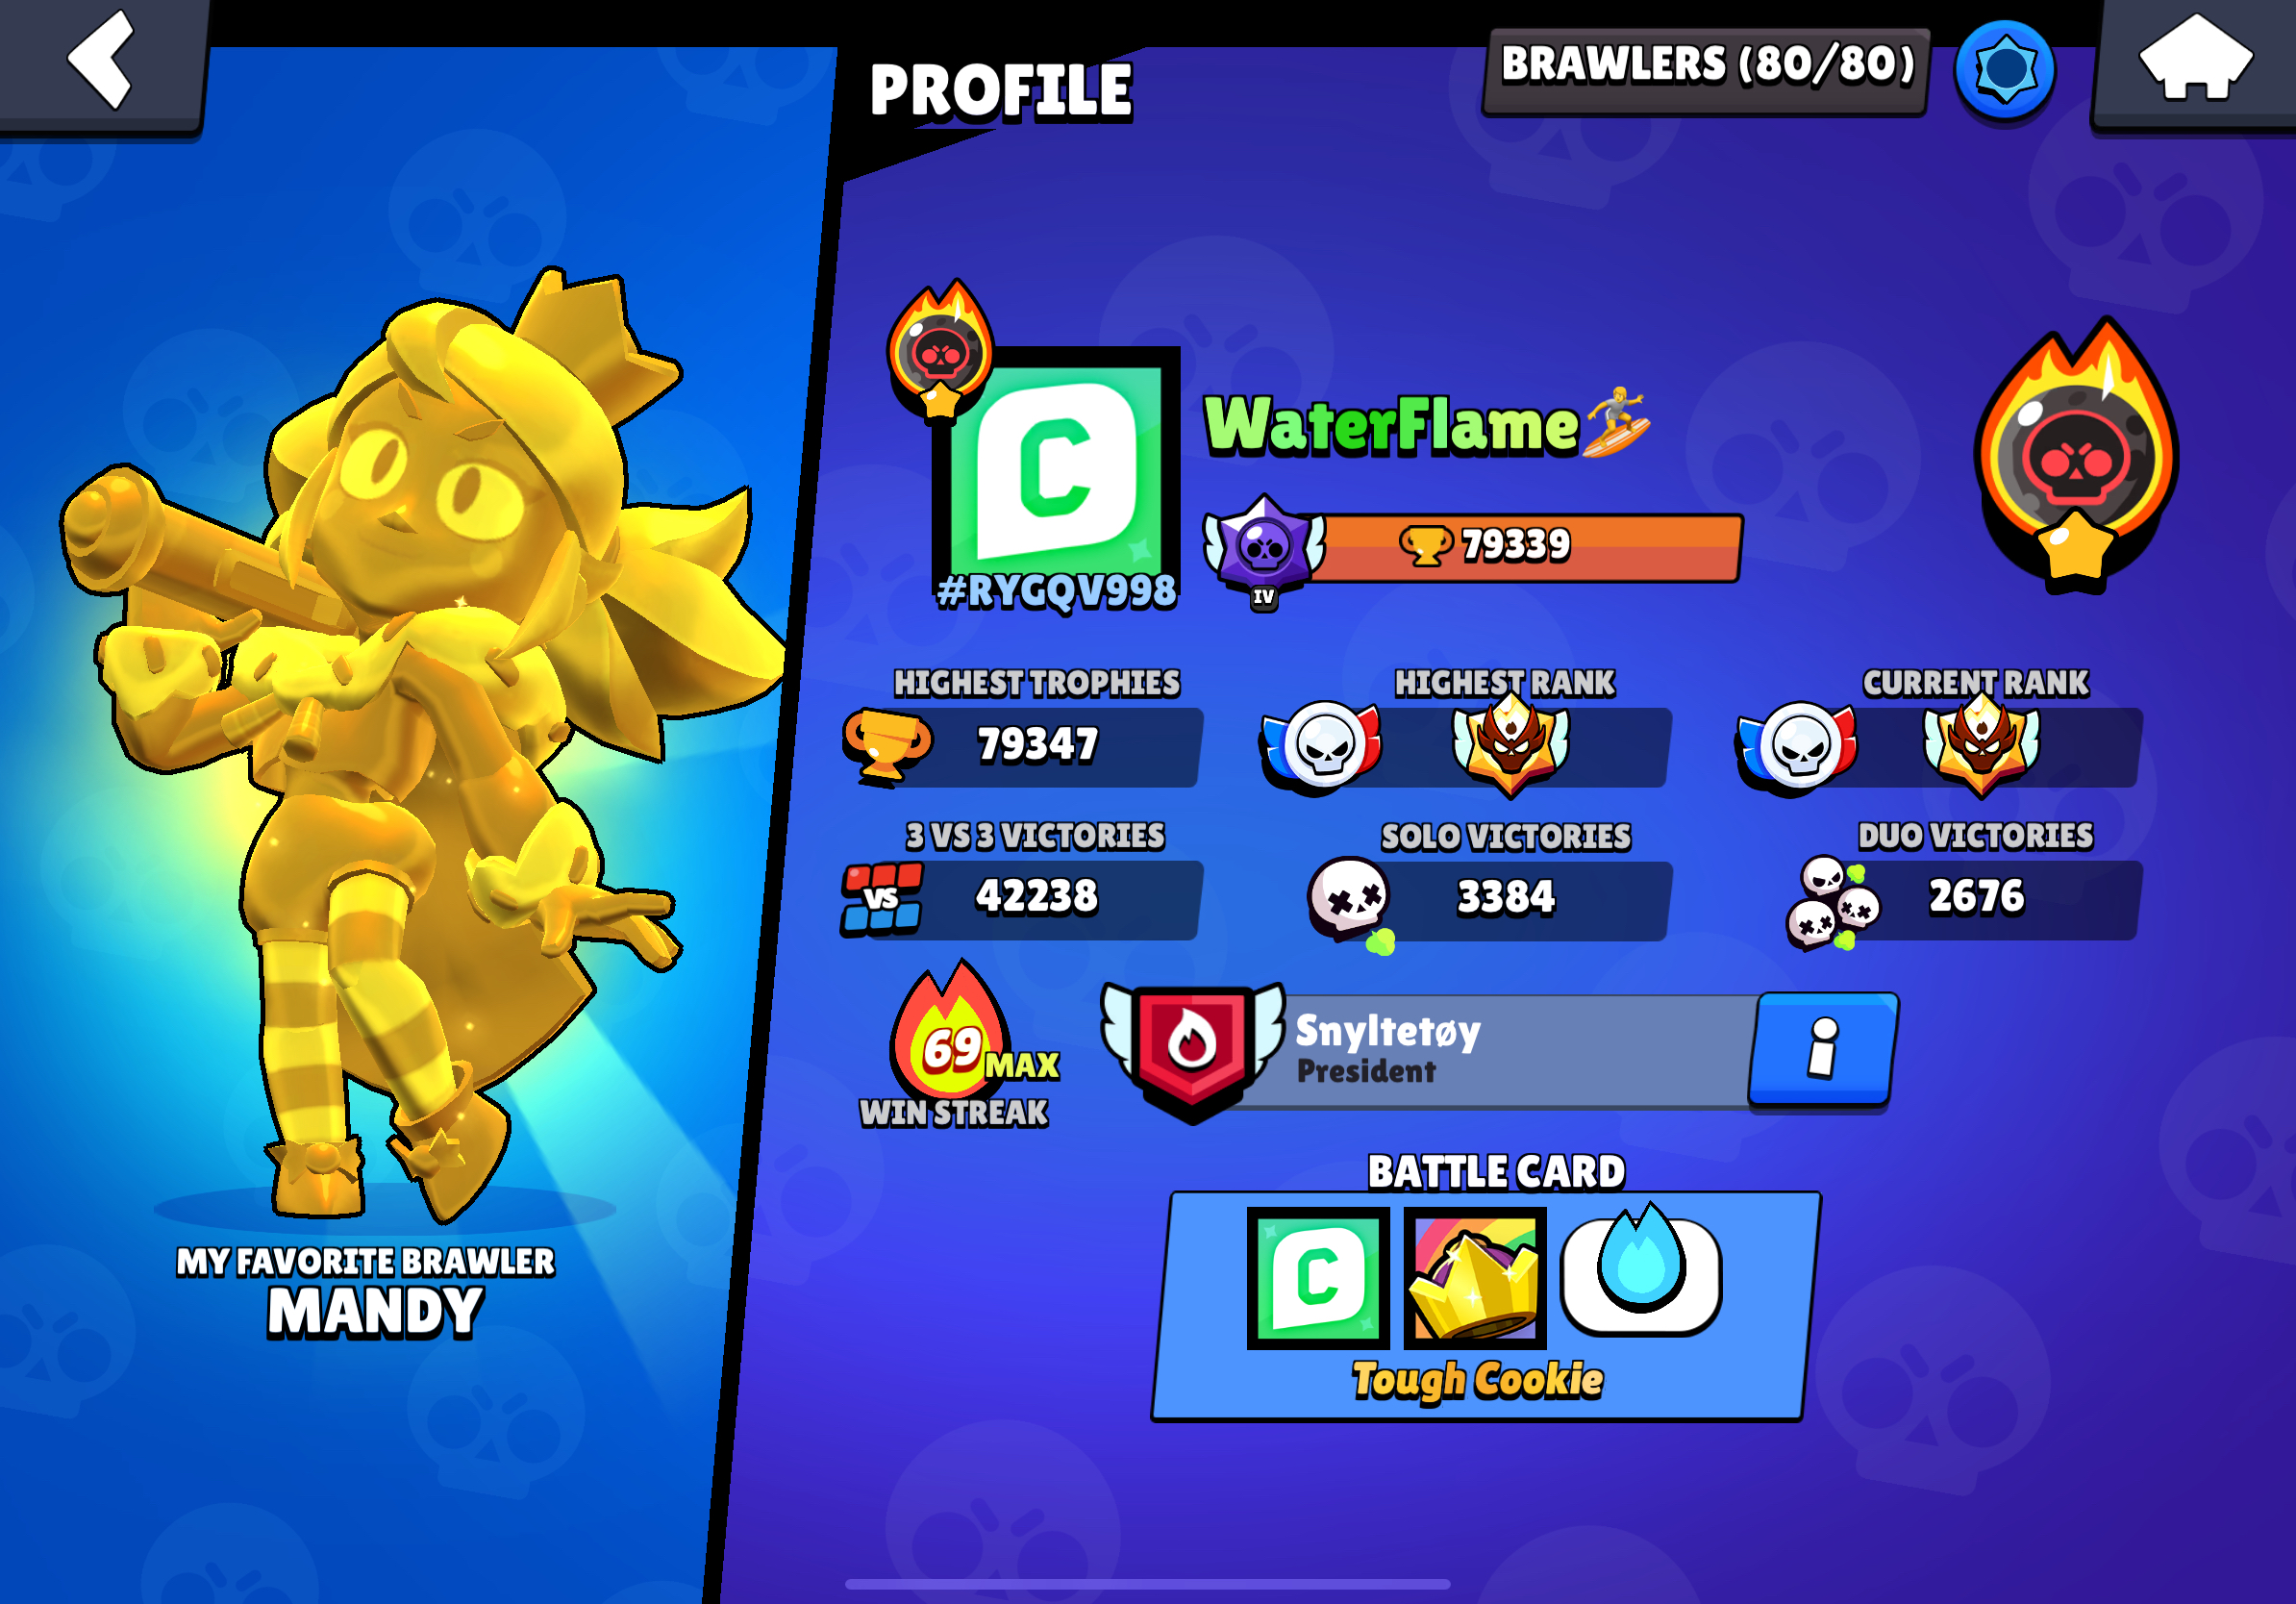 PROFILE
BRAWLERS (80/80)
C
WaterFlame
79339
#RYGQV998
IV
HIGHEST TROPHIES
79347
HIGHEST RANK
CURRENT RANK
3 VS 3 VICTORIES
VS
42238
SOLO VICTORIES
3384
DUO VICTORIES
2676
69 MAX
WIN STREAK
Snyltetøy
President
i
BATTLE CARD
C
Tough Cookie
MY FAVORITE BRAWLER
MANDY